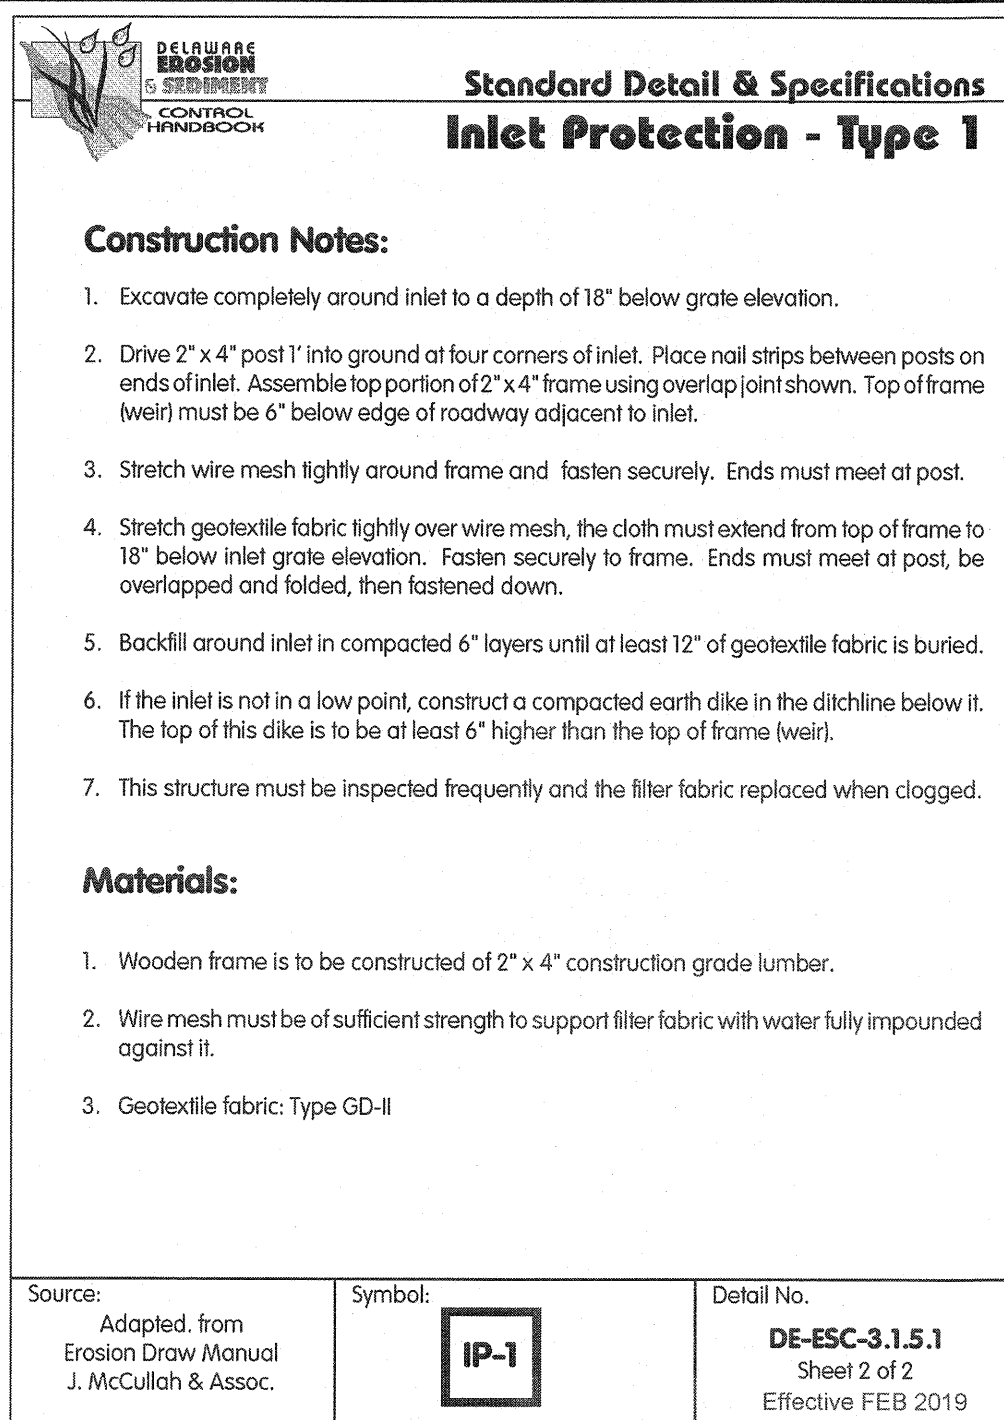 DELAWARE
EROSION
& SEDIMENT
CONTROL
HANDBOOK
Standard Detail & Specifications
Inlet Protection - Type 1
Construction Notes:
1. Excavate completely around inlet to a depth of 18" below grate elevation.
2. Drive 2" x 4" post 1' into ground at four corners of inlet. Place nail strips between posts on
ends of inlet. Assemble top portion of 2" x 4" frame using overlap joint shown. Top of frame
(weir) must be 6" below edge of roadway adjacent to inlet.
3. Stretch wire mesh tightly around frame and fasten securely. Ends must meet at post.
4. Stretch geotextile fabric tightly over wire mesh, the cloth must extend from top of frame to
18" below inlet grate elevation. Fasten securely to frame. Ends must meet at post, be
overlapped and folded, then fastened down.
5. Backfill around inlet in compacted 6" layers until at least 12" of geotextile fabric is buried.
6. If the inlet is not in a low point, construct a compacted earth dike in the ditchline below it.
The top of this dike is to be at least 6" higher than the top of frame (weir).
7. This structure must be inspected frequently and the filter fabric replaced when clogged.
Materials:
1. Wooden frame is to be constructed of 2" x 4" construction grade lumber.
2. Wire mesh must be of sufficient strength to support filter fabric with water fully impounded
against it.
3. Geotextile fabric: Type GD-II
Source:
Adapted. from
Erosion Draw Manual
J. McCullah & Assoc.
Symbol:
IP-1
Detail No.
DE-ESC-3.1.5.1
Sheet 2 of 2
Effective FEB 2019